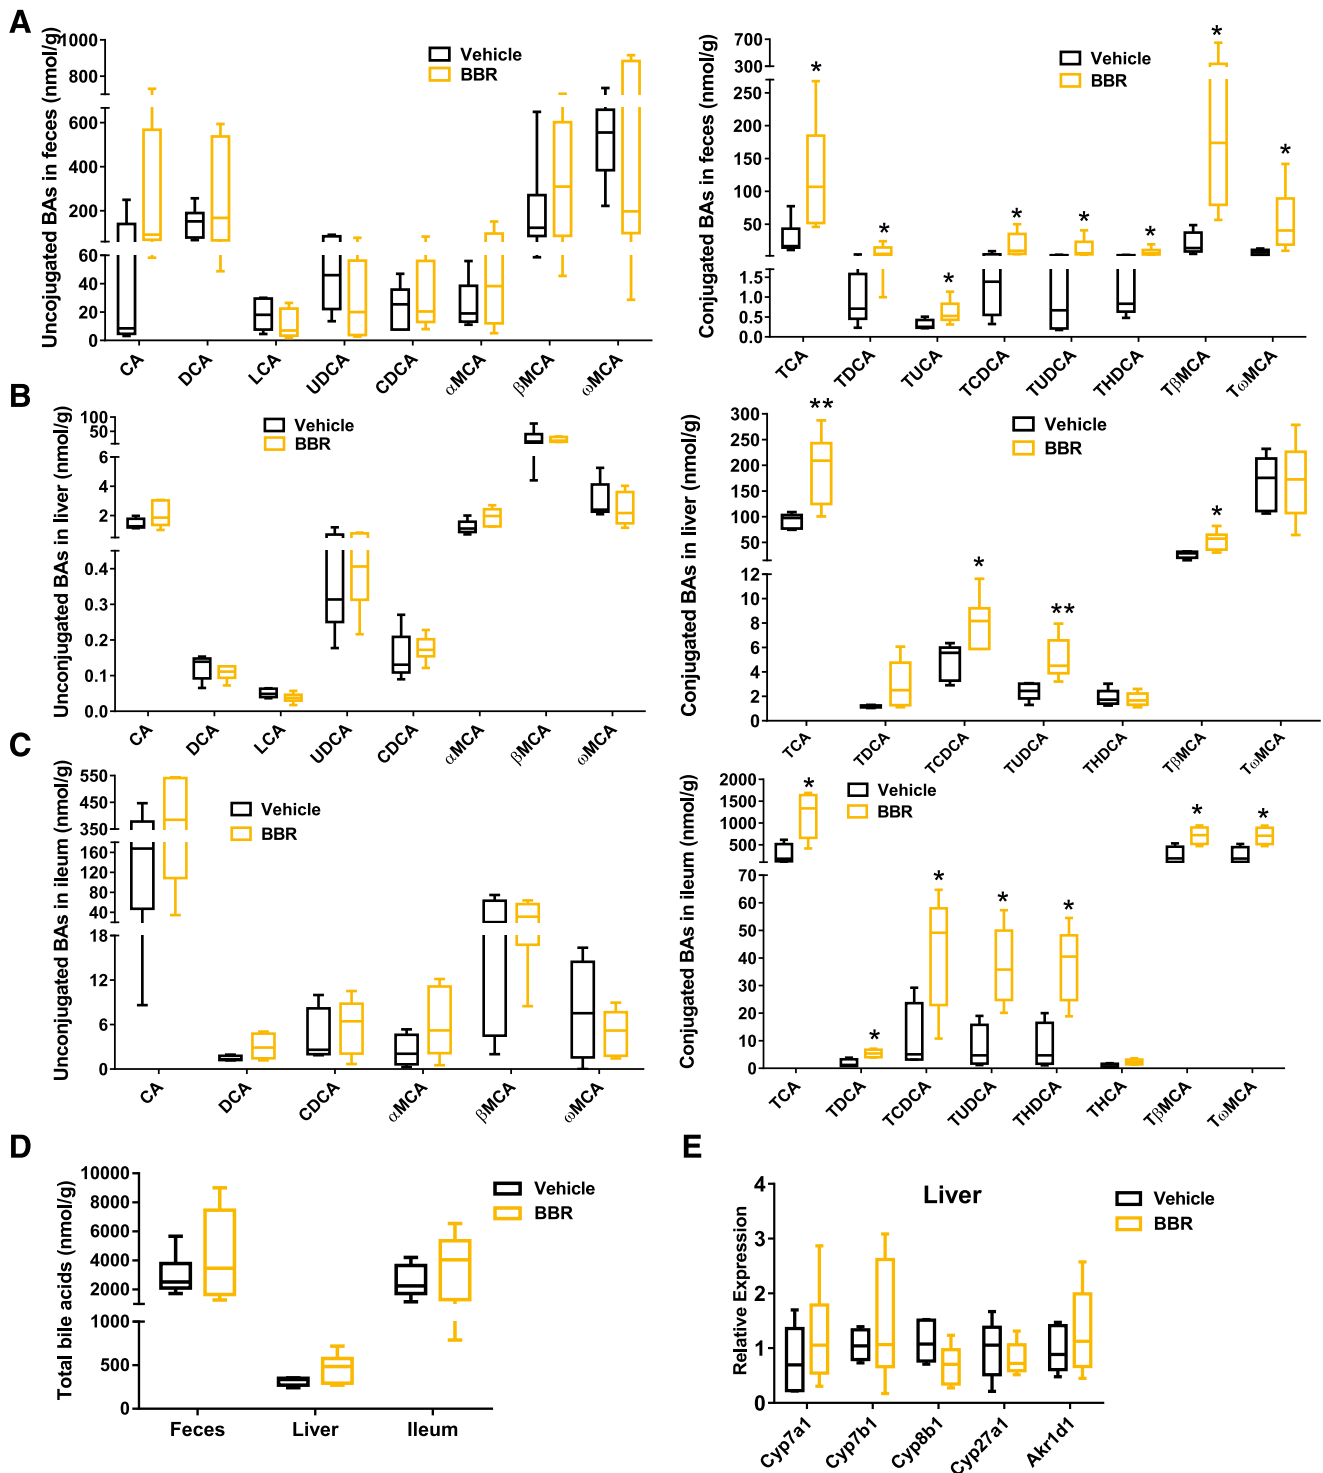 A
Uncojugated BAs in feces (nmol/g)
1000
800
600
400
200
60
40
20
0
Vehicle
BBR
CA
DCA
LCA
UDCA
CDCA
αMCA
βMCA
ωMCA
Conjugated BAs in feces (nmol/g)
700
300
250
200
150
100
50
1.5
1.0
0.5
0.0
Vehicle
BBR
*
*
*
*
*
*
*
*
TCA
TDCA
TUCA
TCDCA
TUDCA
THDCA
TβMCA
TωMCA
B
Unconjugated BAs in liver (nmol/g)
100
50
6
4
2
0.4
0.3
0.2
0.1
0.0
Vehicle
BBR
CA
DCA
LCA
UDCA
CDCA
αMCA
βMCA
ωMCA
Conjugated BAs in liver (nmol/g)
300
250
200
150
100
50
12
10
8
6
4
2
0
Vehicle
BBR
**
*
**
*
TCA
TDCA
TCDCA
TUDCA
THDCA
TβMCA
TωMCA
C
Unconjugated BAs in ileum (nmol/g)
550
450
350
160
120
80
40
18
12
6
0
Vehicle
BBR
CA
DCA
CDCA
αMCA
βMCA
ωMCA
Conjugated BAs in ileum (nmol/g)
2000
1500
1000
500
70
60
50
40
30
20
10
0
Vehicle
BBR
*
*
*
*
*
*
*
TCA
TDCA
TCDCA
TUDCA
THDCA
THCA
TβMCA
TωMCA
D
Total bile acids (nmol/g)
10000
8000
6000
4000
2000
1000
500
0
Vehicle
BBR
Feces
Liver
Ileum
E
Liver
Relative Expression
4
3
2
1
0
Vehicle
BBR
Cyp7a1
Cyp7b1
Cyp8b1
Cyp27a1
Akr1d1